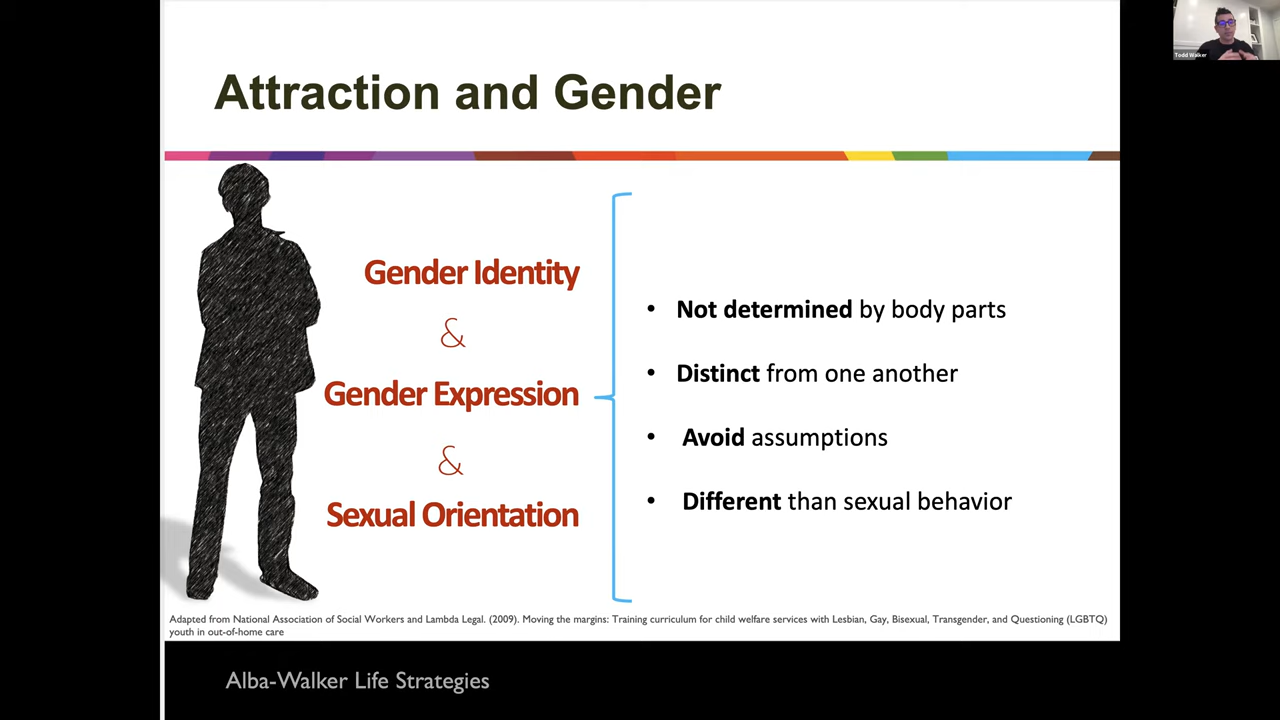 Todd Walker
Attraction and Gender
Gender Identity
&
Gender Expression
&
Sexual Orientation
• Not determined by body parts
• Distinct from one another
• Avoid assumptions
• Different than sexual behavior
Adapted from National Association of Social Workers and Lambda Legal. (2009). Moving the margins: Training curriculum for child welfare services with Lesbian, Gay, Bisexual, Transgender, and Questioning (LGBTQ)
youth in out-of-home care
Alba-Walker Life Strategies